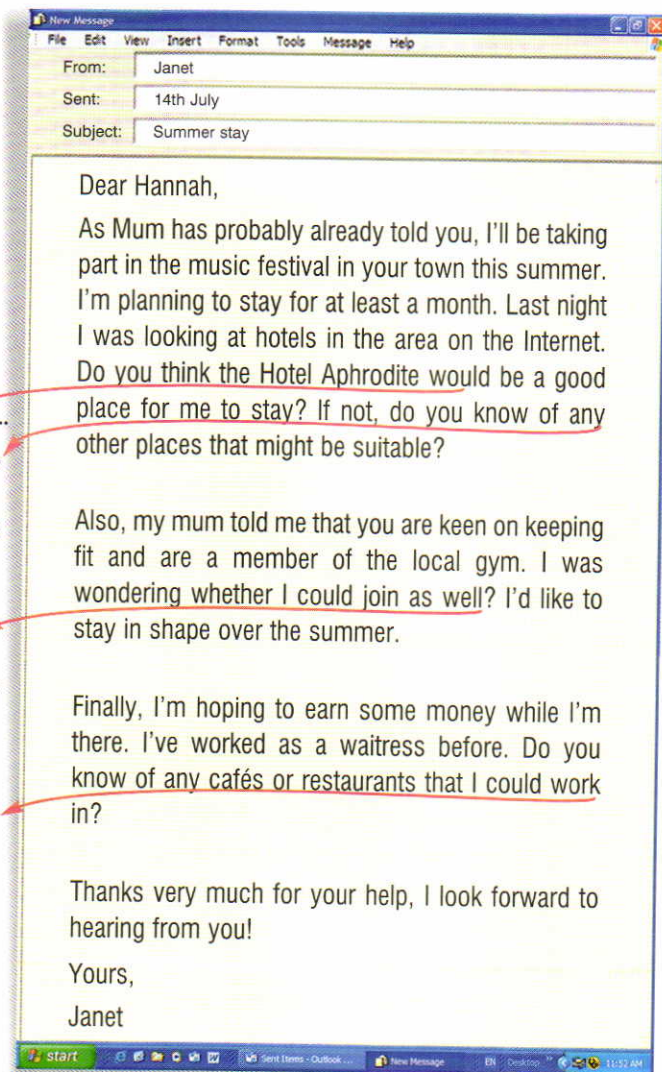 New Message
File Edit View Insert Format Tools Message Help
From: Janet
Sent: 14th July
Subject: Summer stay
Dear Hannah,
As Mum has probably already told you, I'll be taking
part in the music festival in your town this summer.
I'm planning to stay for at least a month. Last night
I was looking at hotels in the area on the Internet.
Do you think the Hotel Aphrodite would be a good
place for me to stay? If not, do you know of any
other places that might be suitable?
Also, my mum told me that you are keen on keeping
fit and are a member of the local gym. I was
wondering whether I could join as well? I'd like to
stay in shape over the summer.
Finally, I'm hoping to earn some money while I'm
there. I've worked as a waitress before. Do you
know of any cafés or restaurants that I could work
in?
Thanks very much for your help, I look forward to
hearing from you!
Yours,
Janet
start Sent Items - Outlook ... New Message EN Desktop 11:52 AM